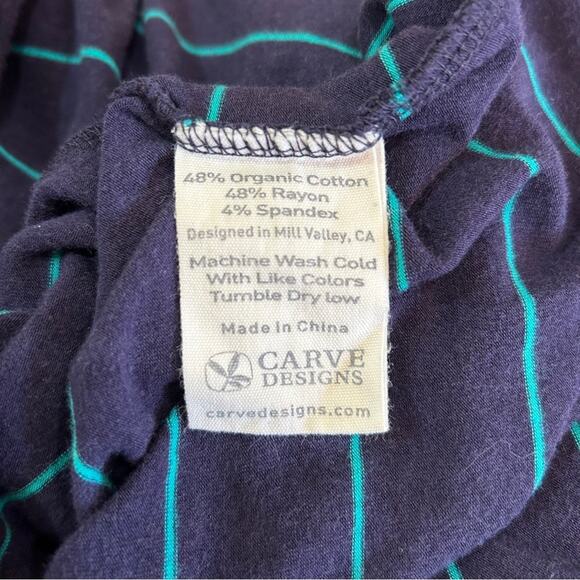 48% Organic Cotton
48% Rayon
4% Spandex
Designed in Mill Valley, CA
Machine Wash Cold
With Like Colors
Tumble Dry low
Made in China
CARVE
DESIGNS
carvedesigns.com